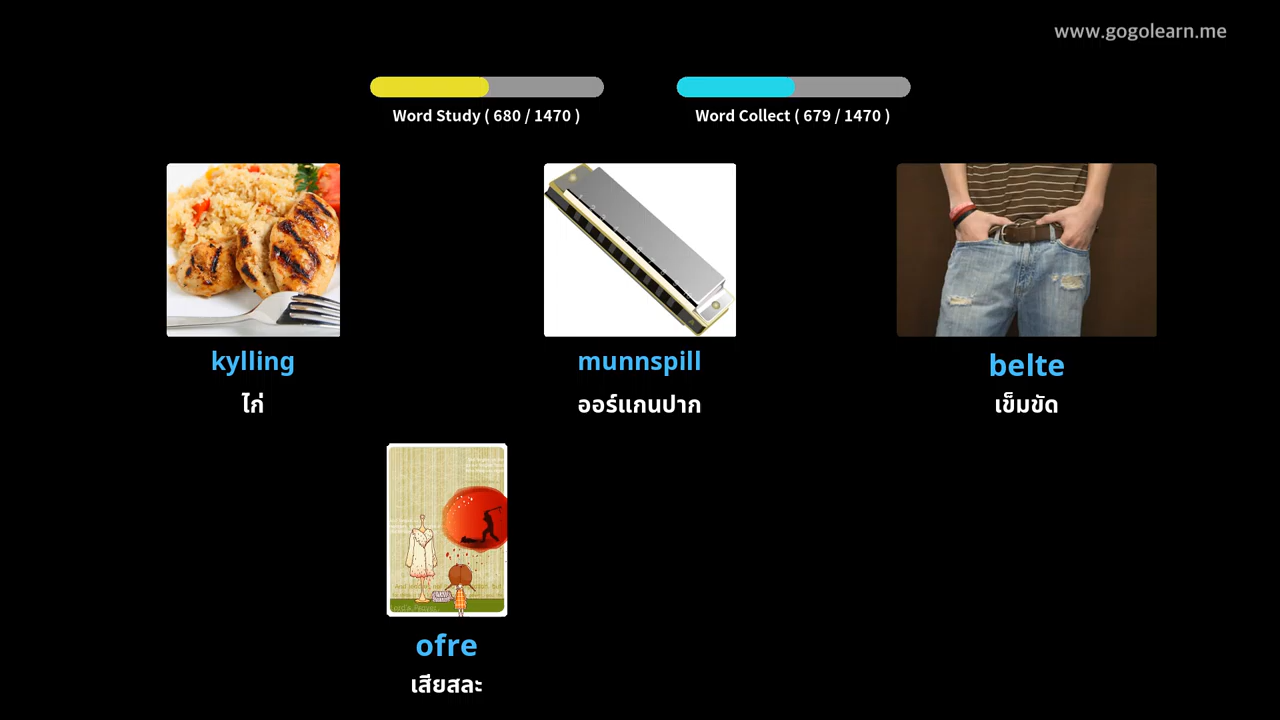 www.gogolearn.me
Word Study ( 680 / 1470 )
Word Collect ( 679 / 1470 )
kylling
munnspill
belte
ไก่
ออร์แกนปาก
เข็มขัด
ofre
เสียสละ